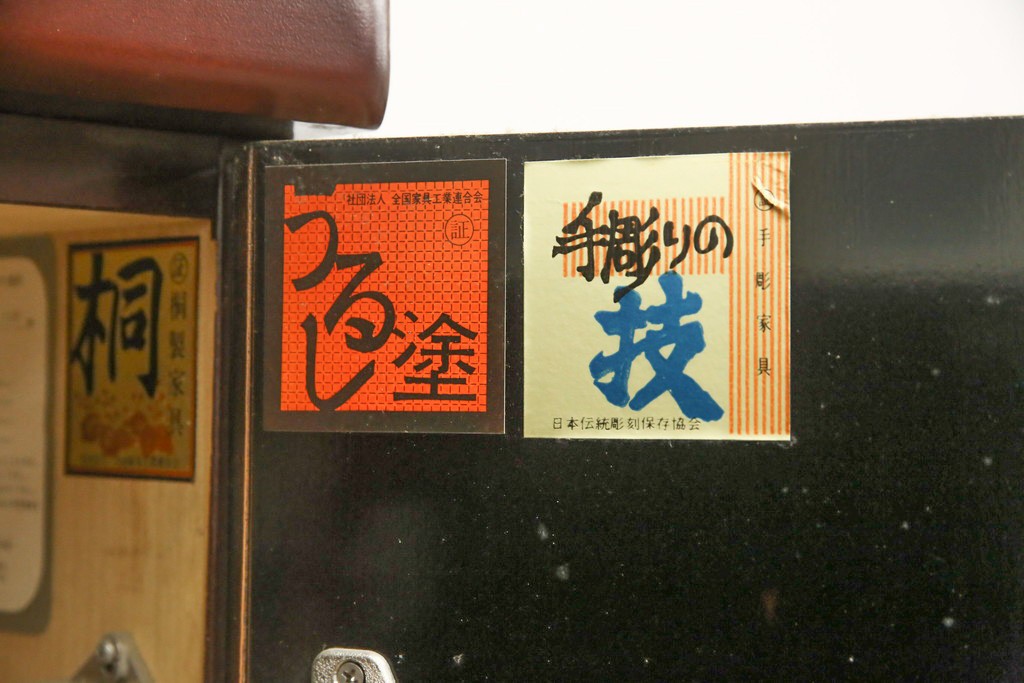 桐
桐製家具
社団法人 全国家具工業連合会
証
うるし塗
手彫りの
技
手彫家具
日本伝統彫刻保存協会